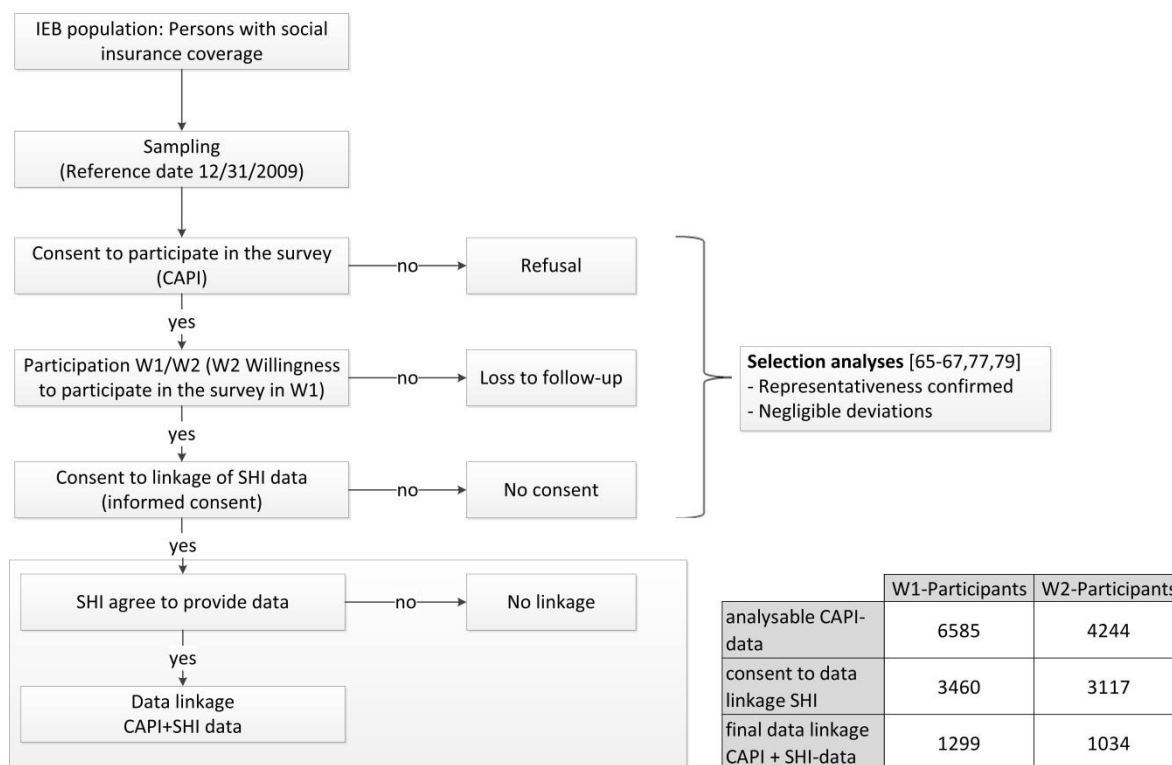 IEB population: Persons with social
insurance coverage
Sampling
(Reference date 12/31/2009)
Consent to participate in the survey
(CAPI)
no
Refusal
yes
Participation W1/W2 (W2 Willingness
to participate in the survey in W1)
no
Loss to follow-up
yes
Consent to linkage of SHI data
(informed consent)
no
No consent
yes
SHI agree to provide data
no
No linkage
yes
Data linkage
CAPI+SHI data
Selection analyses [65-67,77,79]
- Representativeness confirmed
- Negligible deviations
W1-Participants W2-Participants
analysable CAPI-
data
6585 4244
consent to data
linkage SHI
3460 3117
final data linkage
CAPI + SHI-data
1299 1034